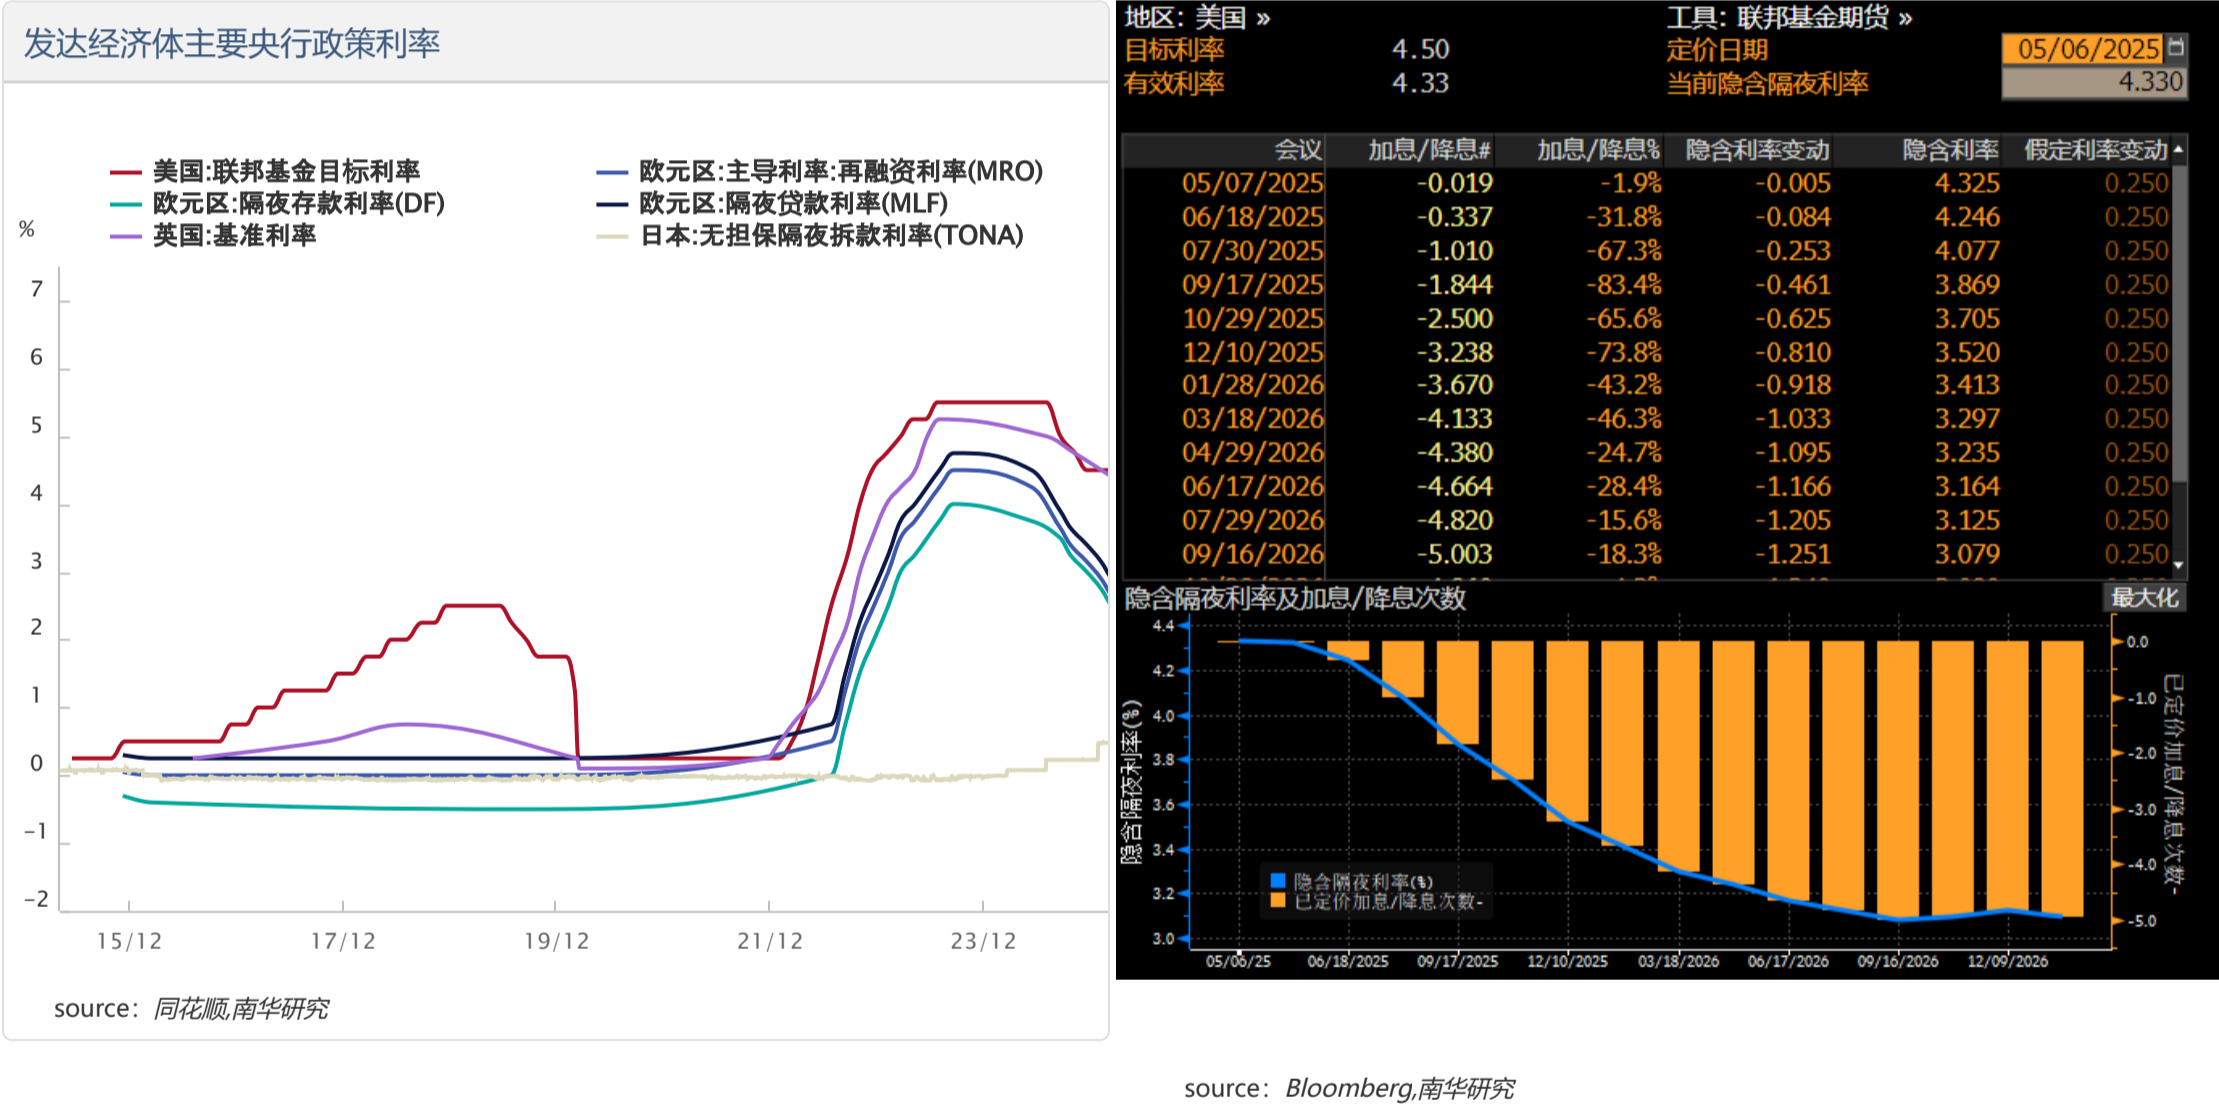 发达经济体主要央行政策利率
美国:联邦基金目标利率
欧元区:主导利率:再融资利率(MRO)
欧元区:隔夜存款利率(DF)
欧元区:隔夜贷款利率(MLF)
英国:基准利率
日本:无担保隔夜拆款利率(TONA)
%
7
6
5
4
3
2
1
0
-1
-2
15/12 17/12 19/12 21/12 23/12
source：同花顺,南华研究
地区：美国 » 工具：联邦基金期货 »
目标利率 4.50 定价日期 05/06/2025
有效利率 4.33 当前隐含隔夜利率 4.330
会议 加息/降息# 加息/降息% 隐含利率变动 隐含利率 假定利率变动
05/07/2025 -0.019 -1.9% -0.005 4.325 0.250
06/18/2025 -0.337 -31.8% -0.084 4.246 0.250
07/30/2025 -1.010 -67.3% -0.253 4.077 0.250
09/17/2025 -1.844 -83.4% -0.461 3.869 0.250
10/29/2025 -2.500 -65.6% -0.625 3.705 0.250
12/10/2025 -3.238 -73.8% -0.810 3.520 0.250
01/28/2026 -3.670 -43.2% -0.918 3.413 0.250
03/18/2026 -4.133 -46.3% -1.033 3.297 0.250
04/29/2026 -4.380 -24.7% -1.095 3.235 0.250
06/17/2026 -4.664 -28.4% -1.166 3.164 0.250
07/29/2026 -4.820 -15.6% -1.205 3.125 0.250
09/16/2026 -5.003 -18.3% -1.251 3.079 0.250
隐含隔夜利率及加息/降息次数 最大化
隐含隔夜利率(%)
4.4
4.2
4.0
3.8
3.6
3.4
3.2
3.0
隐含隔夜利率(%)
已定价加息/降息次数-
0.0
-1.0
-2.0
-3.0
-4.0
-5.0
已定价加息/降息次数-
05/06/25 06/18/2025 09/17/2025 12/10/2025 03/18/2026 06/17/2026 09/16/2026 12/09/2026
source：Bloomberg,南华研究